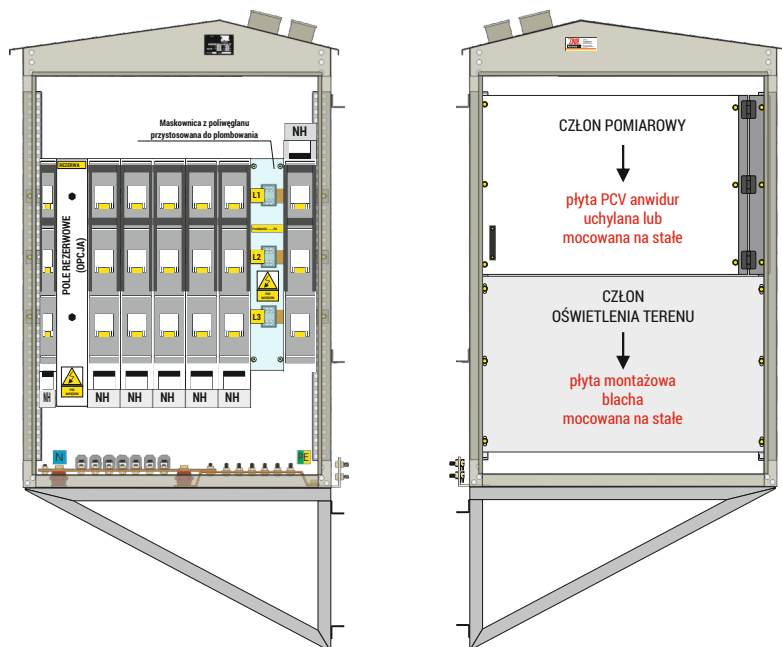 Maskownica z poliwęglanu
przystosowana do plombowania
NH
REZERWA
POLE REZERWOWE
(OPCJA)
L1
L2
L3
NH
NH
NH
NH
NH
NH
N
PE
CZŁON POMIAROWY
płyta PCV anwidur
uchylana lub
mocowana na stałe
CZŁON
OŚWIETLENIA TERENU
płyta montażowa
blacha
mocowana na stałe